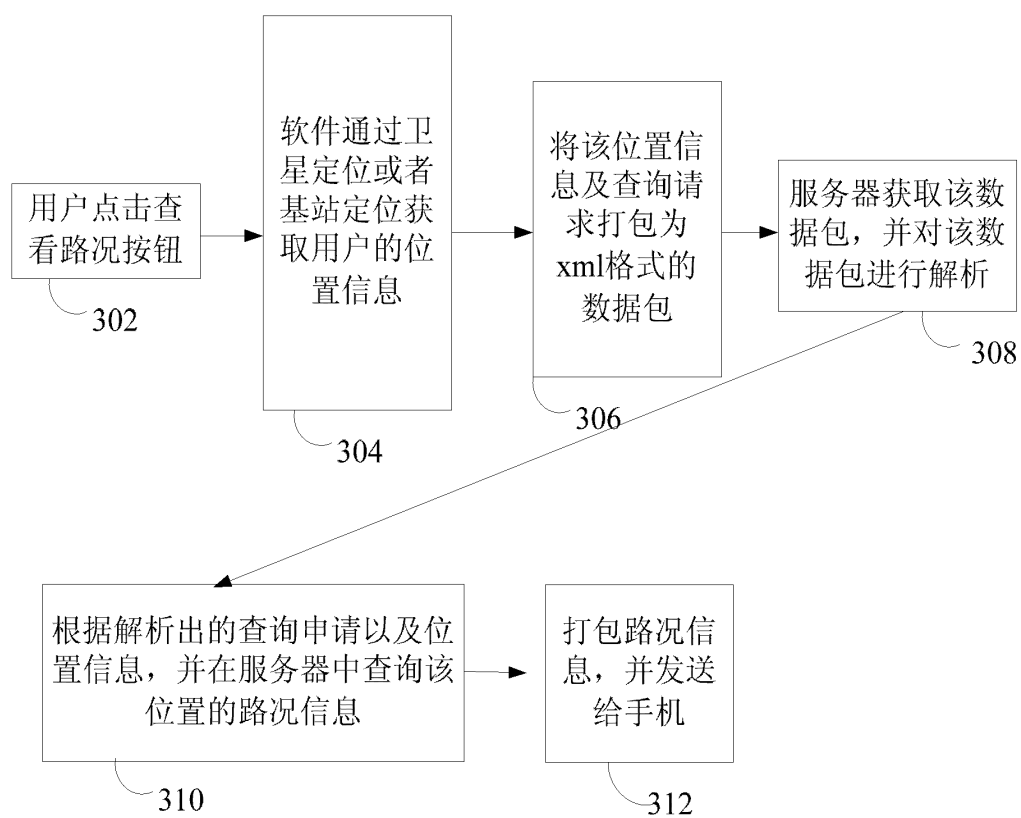 用户点击查
看路况按钮
302
软件通过卫
星定位或者
基站定位获
取用户的位
置信息
304
将该位置信
息及查询请
求打包为
xml格式的
数据包
306
服务器获取该数
据包，并对该数
据包进行解析
308
根据解析出的查询申请以及位
置信息，并在服务器中查询该
位置的路况信息
310
打包路况信
息，并发送
给手机
312